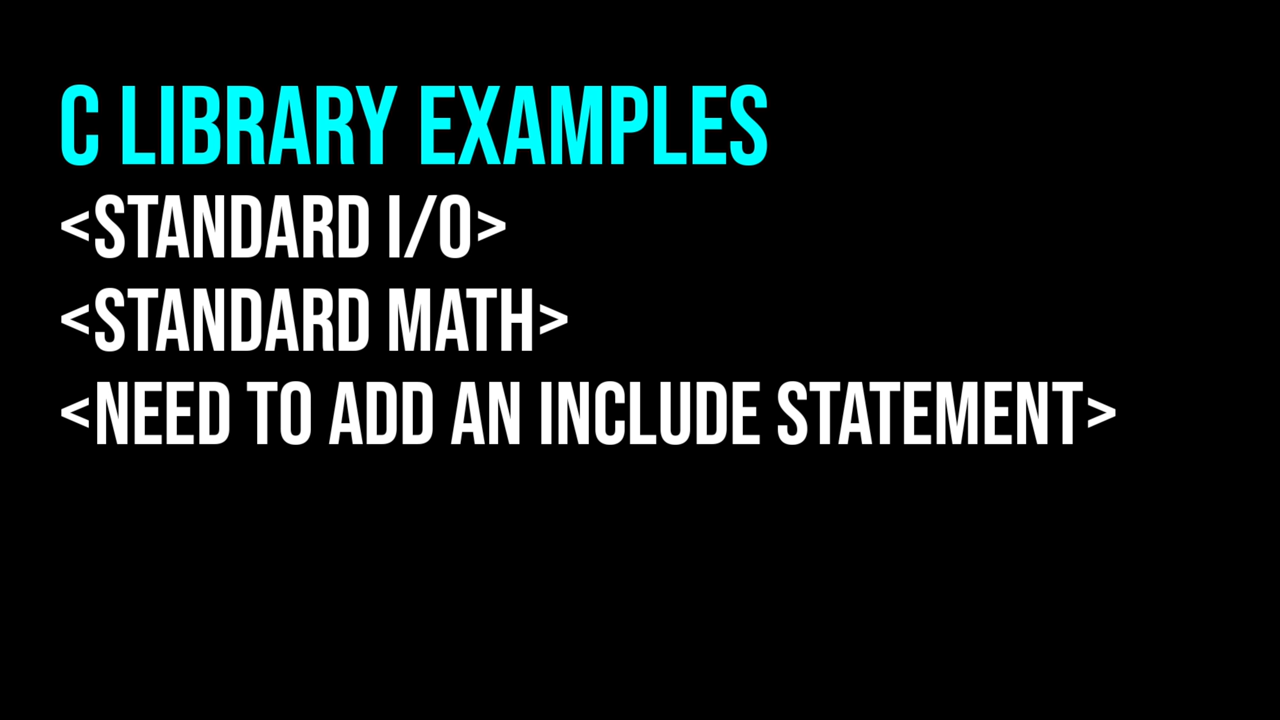 C LIBRARY EXAMPLES
<STANDARD I/O>
<STANDARD MATH>
<NEED TO ADD AN INCLUDE STATEMENT>